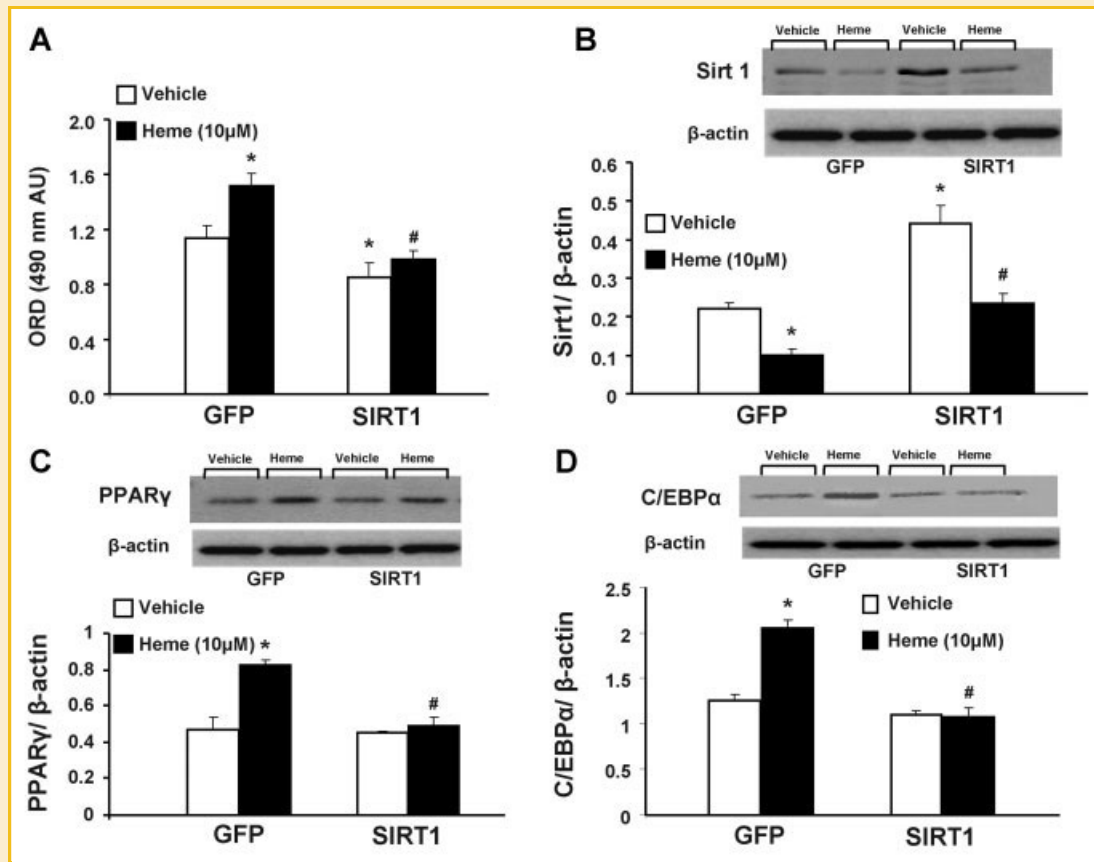 A
Vehicle
Heme (10µM)
ORD (490 nm AU)
2.0
1.6
1.2
0.8
0.4
0.0
*
*
#
GFP SIRT1
B
Vehicle Heme Vehicle Heme
Sirt 1
β-actin
GFP SIRT1
Vehicle
Heme (10µM)
Sirt1/ β-actin
0.6
0.5
0.4
0.3
0.2
0.1
0
*
*
#
GFP SIRT1
C
Vehicle Heme Vehicle Heme
PPARγ
β-actin
GFP SIRT1
Vehicle
Heme (10µM)
PPARγ/ β-actin
1
0.8
0.6
0.4
0.2
0
*
#
GFP SIRT1
D
Vehicle Heme Vehicle Heme
C/EBPα
β-actin
GFP SIRT1
Vehicle
Heme (10µM)
C/EBPα/ β-actin
2.5
2
1.5
1
0.5
0
*
#
GFP SIRT1